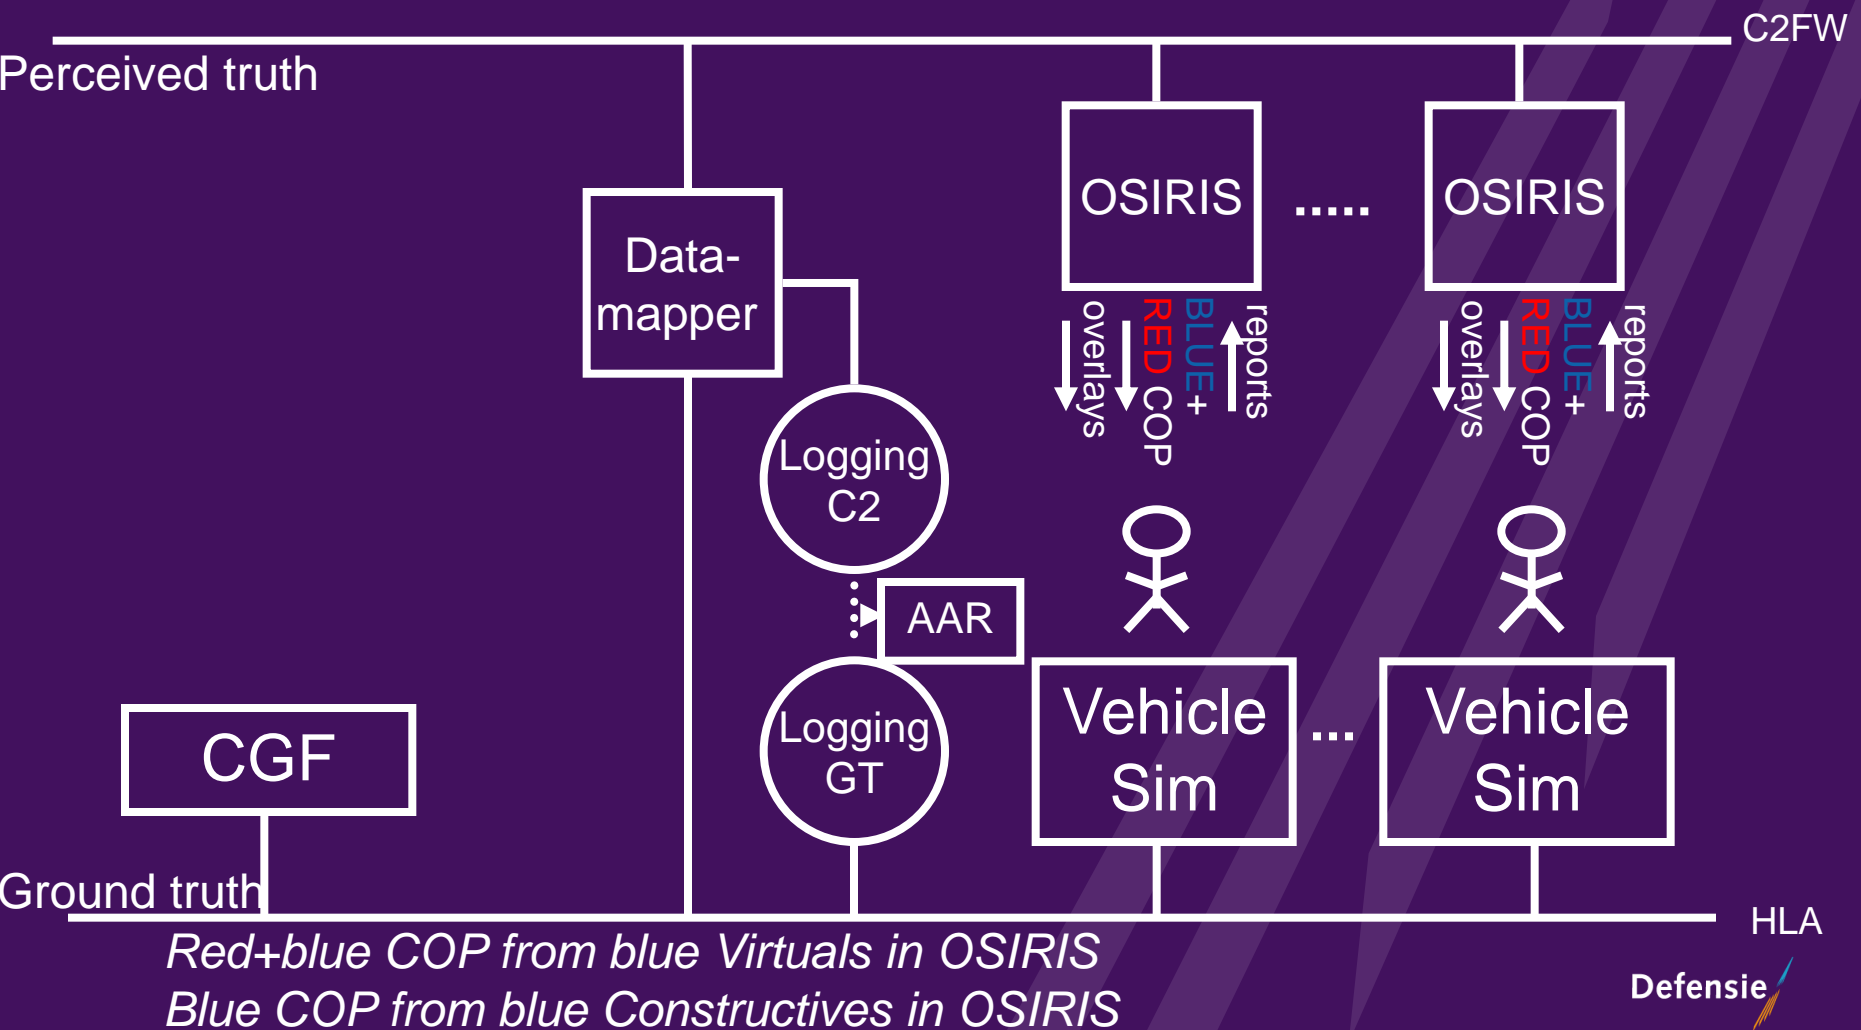 C2FW
Perceived truth
OSIRIS
.....
OSIRIS
Data-
mapper
overlays
RED COP
BLUE+
reports
overlays
RED COP
BLUE+
reports
Logging
C2
AAR
Logging
GT
Vehicle
Sim
...
Vehicle
Sim
CGF
Ground truth
HLA
Red+blue COP from blue Virtuals in OSIRIS
Blue COP from blue Constructives in OSIRIS
Defensie